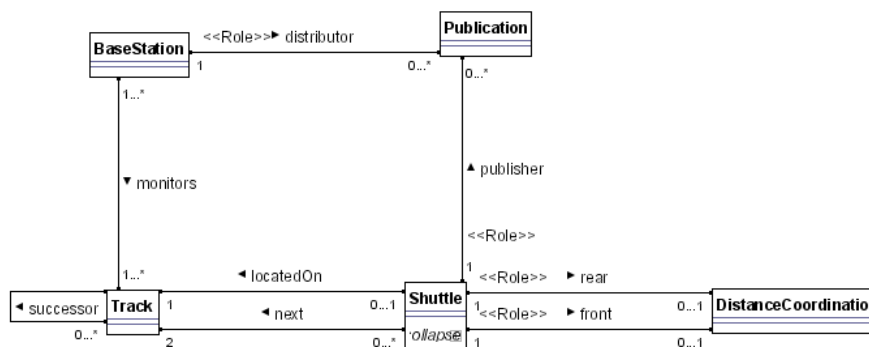 Publication
BaseStation
<<Role>> distributor
1
0...*
1...*
0...*
monitors
publisher
<<Role>>
1...*
1
locatedOn
<<Role>> rear
successor
Track
1
0...1
Shuttle
1
0...1
DistanceCoordinatio
next
<<Role>> front
0...*
2
0...*
ollapse
1
0...1